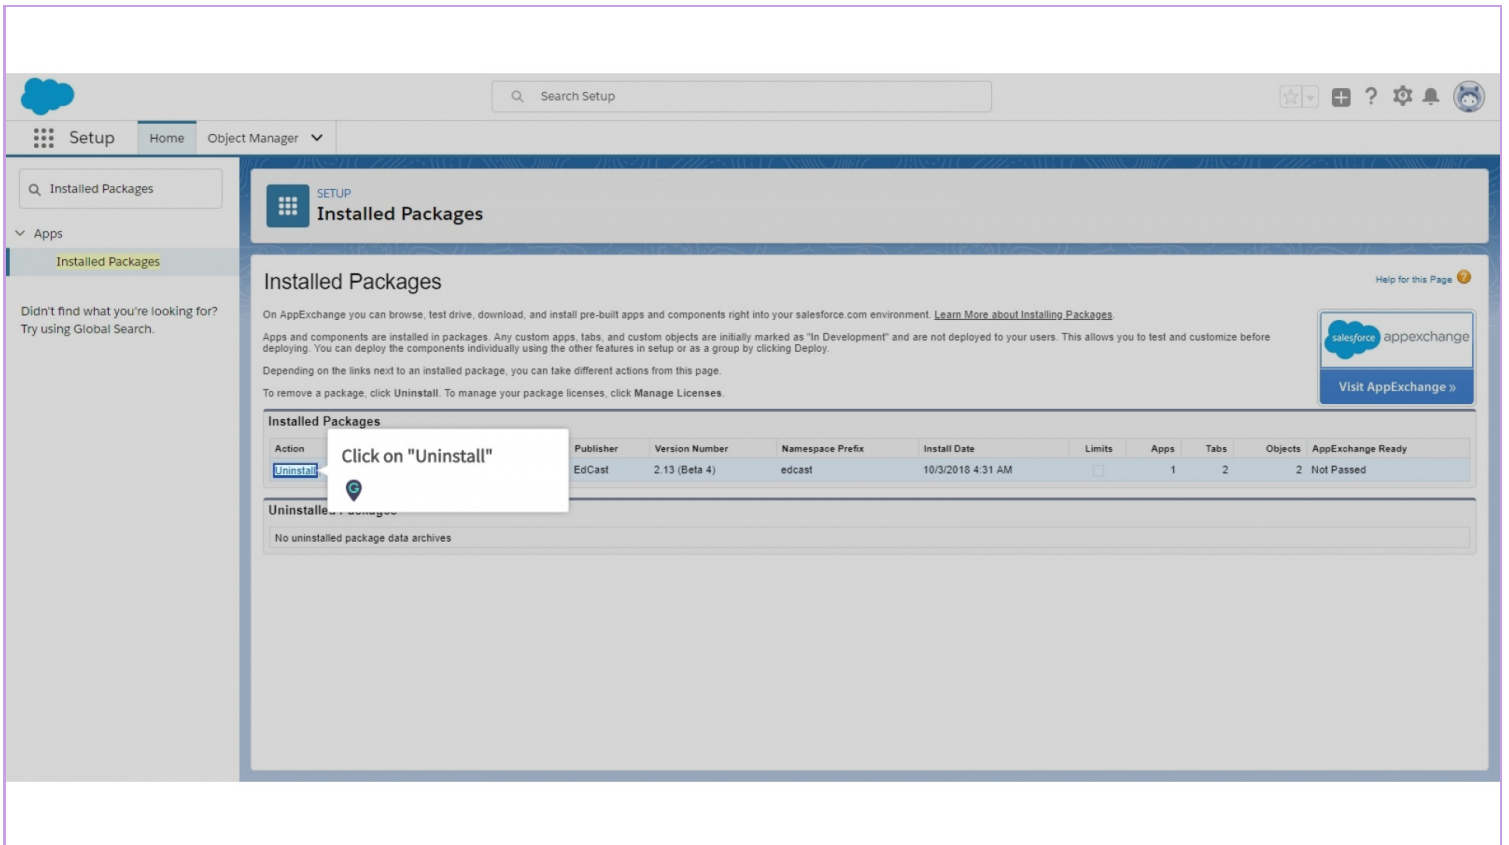 Search Setup
Setup Home Object Manager
Installed Packages
Apps
Installed Packages
Didn't find what you're looking for?
Try using Global Search.
SETUP
Installed Packages
Installed Packages
Help for this Page
On AppExchange you can browse, test drive, download, and install pre-built apps and components right into your salesforce.com environment. Learn More about Installing Packages.
Apps and components are installed in packages. Any custom apps, tabs, and custom objects are initially marked as "In Development" and are not deployed to your users. This allows you to test and customize before
deploying. You can deploy the components individually using the other features in setup or as a group by clicking Deploy.
Depending on the links next to an installed package, you can take different actions from this page.
To remove a package, click Uninstall. To manage your package licenses, click Manage Licenses.
salesforce appexchange
Visit AppExchange »
Installed Packages
Action Publisher Version Number Namespace Prefix Install Date Limits Apps Tabs Objects AppExchange Ready
Uninstall EdCast 2.13 (Beta 4) edcast 10/3/2018 4:31 AM 1 2 2 Not Passed
Click on "Uninstall"
G
No uninstalled package data archives